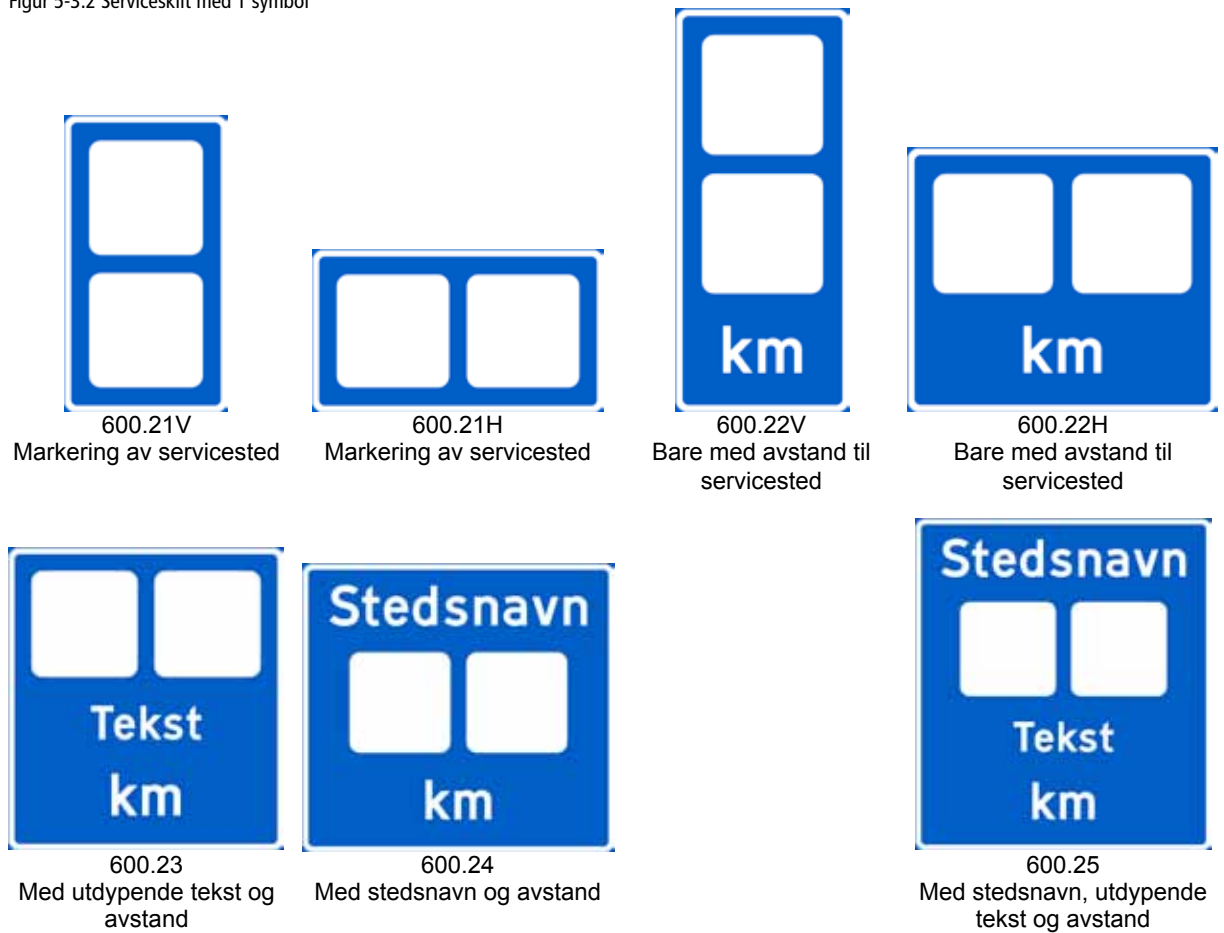 Figur 5-3.2 Serviceskilt med 1 symbol
km
km
600.21V
Markering av servicested
600.21H
Markering av servicested
600.22V
Bare med avstand til
servicested
600.22H
Bare med avstand til
servicested
Tekst
km
Stedsnavn
km
Stedsnavn
Tekst
km
600.23
Med utdypende tekst og
avstand
600.24
Med stedsnavn og avstand
600.25
Med stedsnavn, utdypende
tekst og avstand